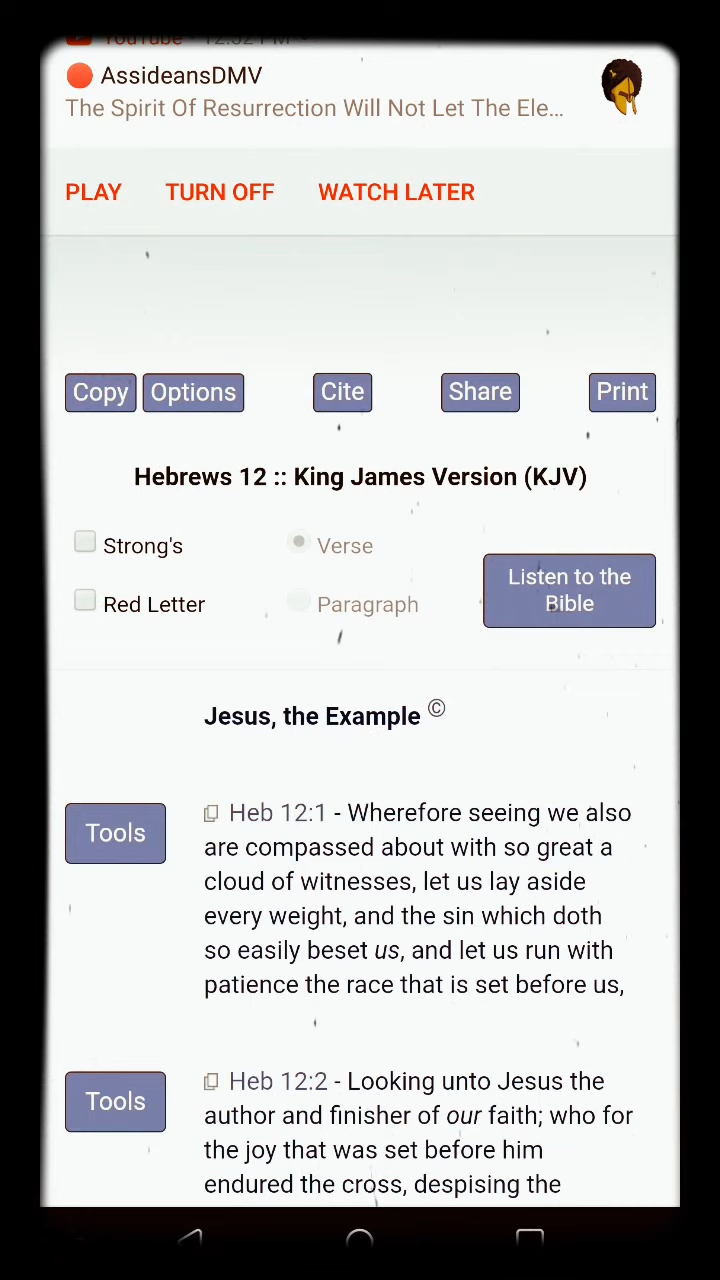 YouTube · 12:52 PM
AssideansDMV
The Spirit Of Resurrection Will Not Let The Ele…
PLAY TURN OFF WATCH LATER
Copy Options Cite Share Print
Hebrews 12 :: King James Version (KJV)
Strong's Verse
Listen to the
Bible
Red Letter Paragraph
Jesus, the Example ©
Tools
Heb 12:1 - Wherefore seeing we also
are compassed about with so great a
cloud of witnesses, let us lay aside
every weight, and the sin which doth
so easily beset us, and let us run with
patience the race that is set before us,
Tools
Heb 12:2 - Looking unto Jesus the
author and finisher of our faith; who for
the joy that was set before him
endured the cross, despising the